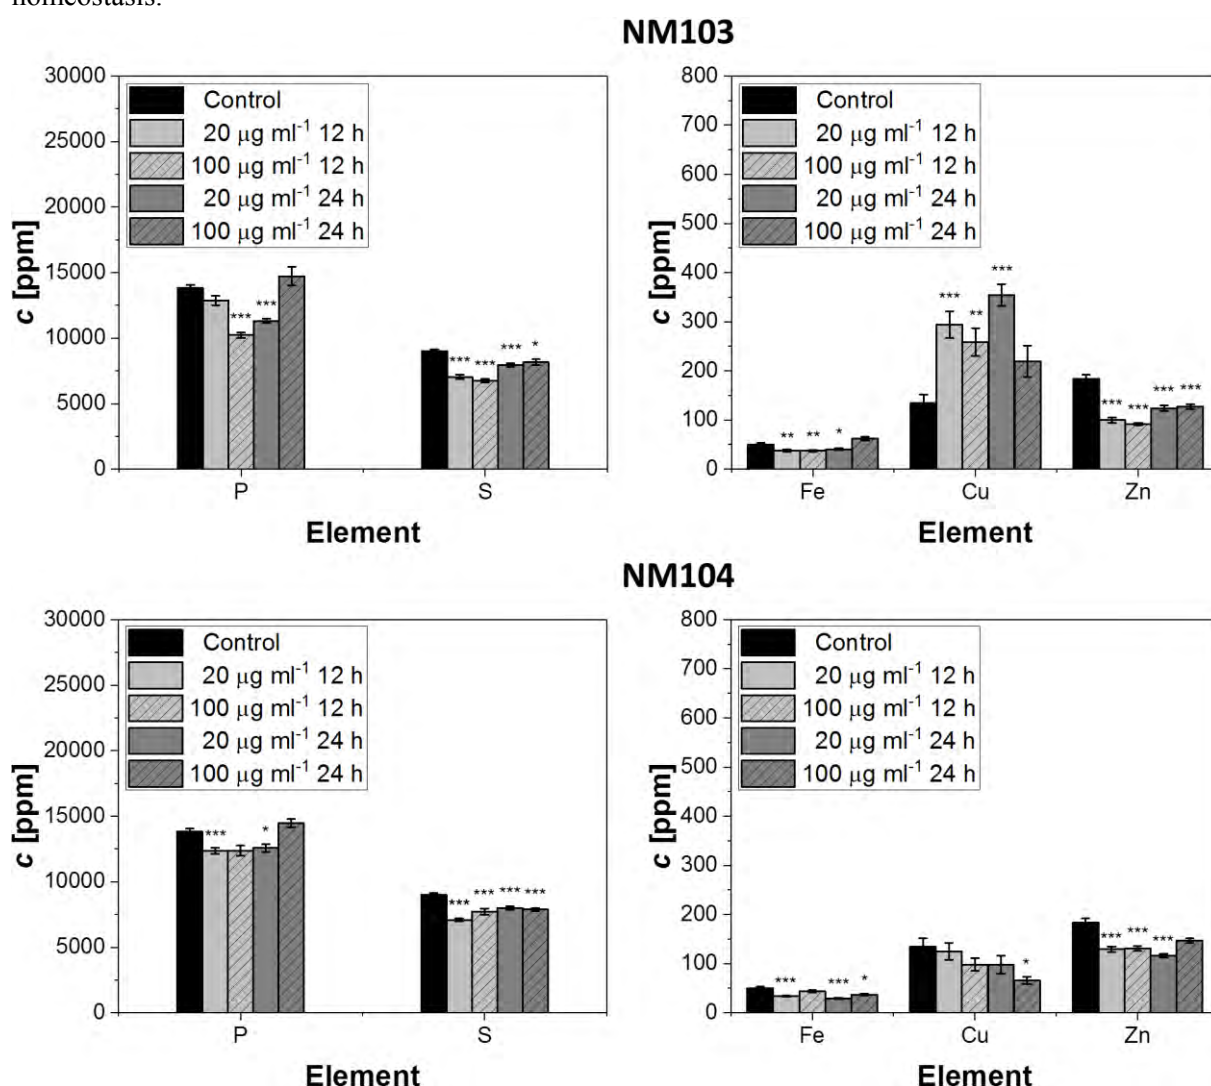 homeostasis.
NM103
30000
25000
20000
15000
10000
5000
0
c [ppm]
Control
20 µg ml-1 12 h
100 µg ml-1 12 h
20 µg ml-1 24 h
100 µg ml-1 24 h
***
***
***
***
***
*
P
S
Element
800
700
600
500
400
300
200
100
0
c [ppm]
Control
20 µg ml-1 12 h
100 µg ml-1 12 h
20 µg ml-1 24 h
100 µg ml-1 24 h
**
**
*
***
**
***
***
***
***
***
Fe
Cu
Zn
Element
NM104
30000
25000
20000
15000
10000
5000
0
c [ppm]
Control
20 µg ml-1 12 h
100 µg ml-1 12 h
20 µg ml-1 24 h
100 µg ml-1 24 h
***
*
***
***
***
***
P
S
Element
800
700
600
500
400
300
200
100
0
c [ppm]
Control
20 µg ml-1 12 h
100 µg ml-1 12 h
20 µg ml-1 24 h
100 µg ml-1 24 h
***
***
*
*
***
***
***
Fe
Cu
Zn
Element